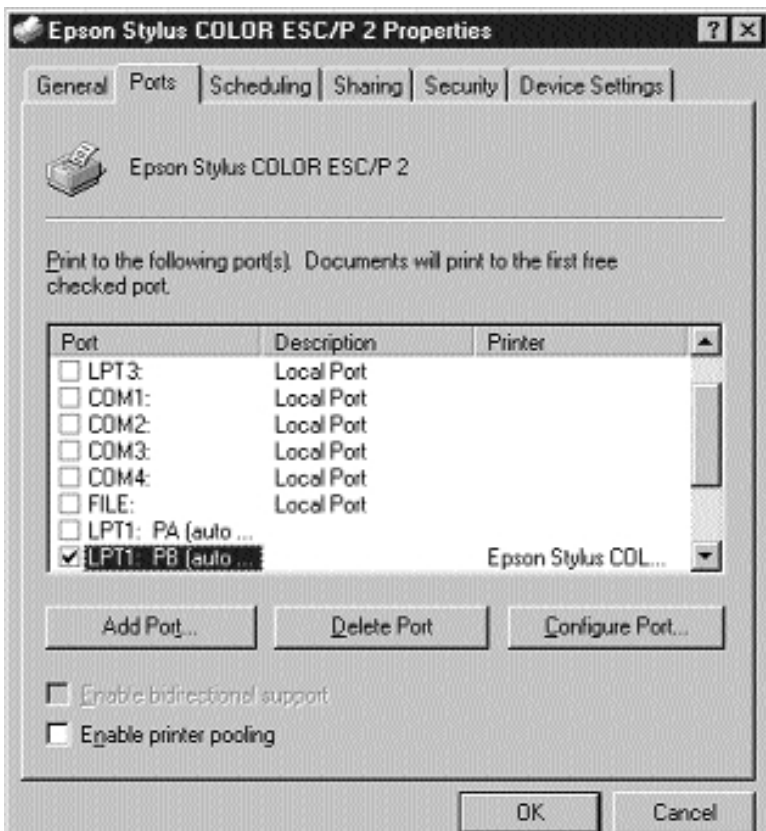 Epson Stylus COLOR ESC/P 2 Properties
General Ports Scheduling Sharing Security Device Settings
Epson Stylus COLOR ESC/P 2
Print to the following port(s). Documents will print to the first free
checked port.
Port Description Printer
LPT3: Local Port
COM1: Local Port
COM2: Local Port
COM3: Local Port
COM4: Local Port
FILE: Local Port
LPT1: PA (auto ...
LPT1: PB (auto ... Epson Stylus COL...
Add Port... Delete Port Configure Port...
Enable bidirectional support
Enable printer pooling
OK Cancel